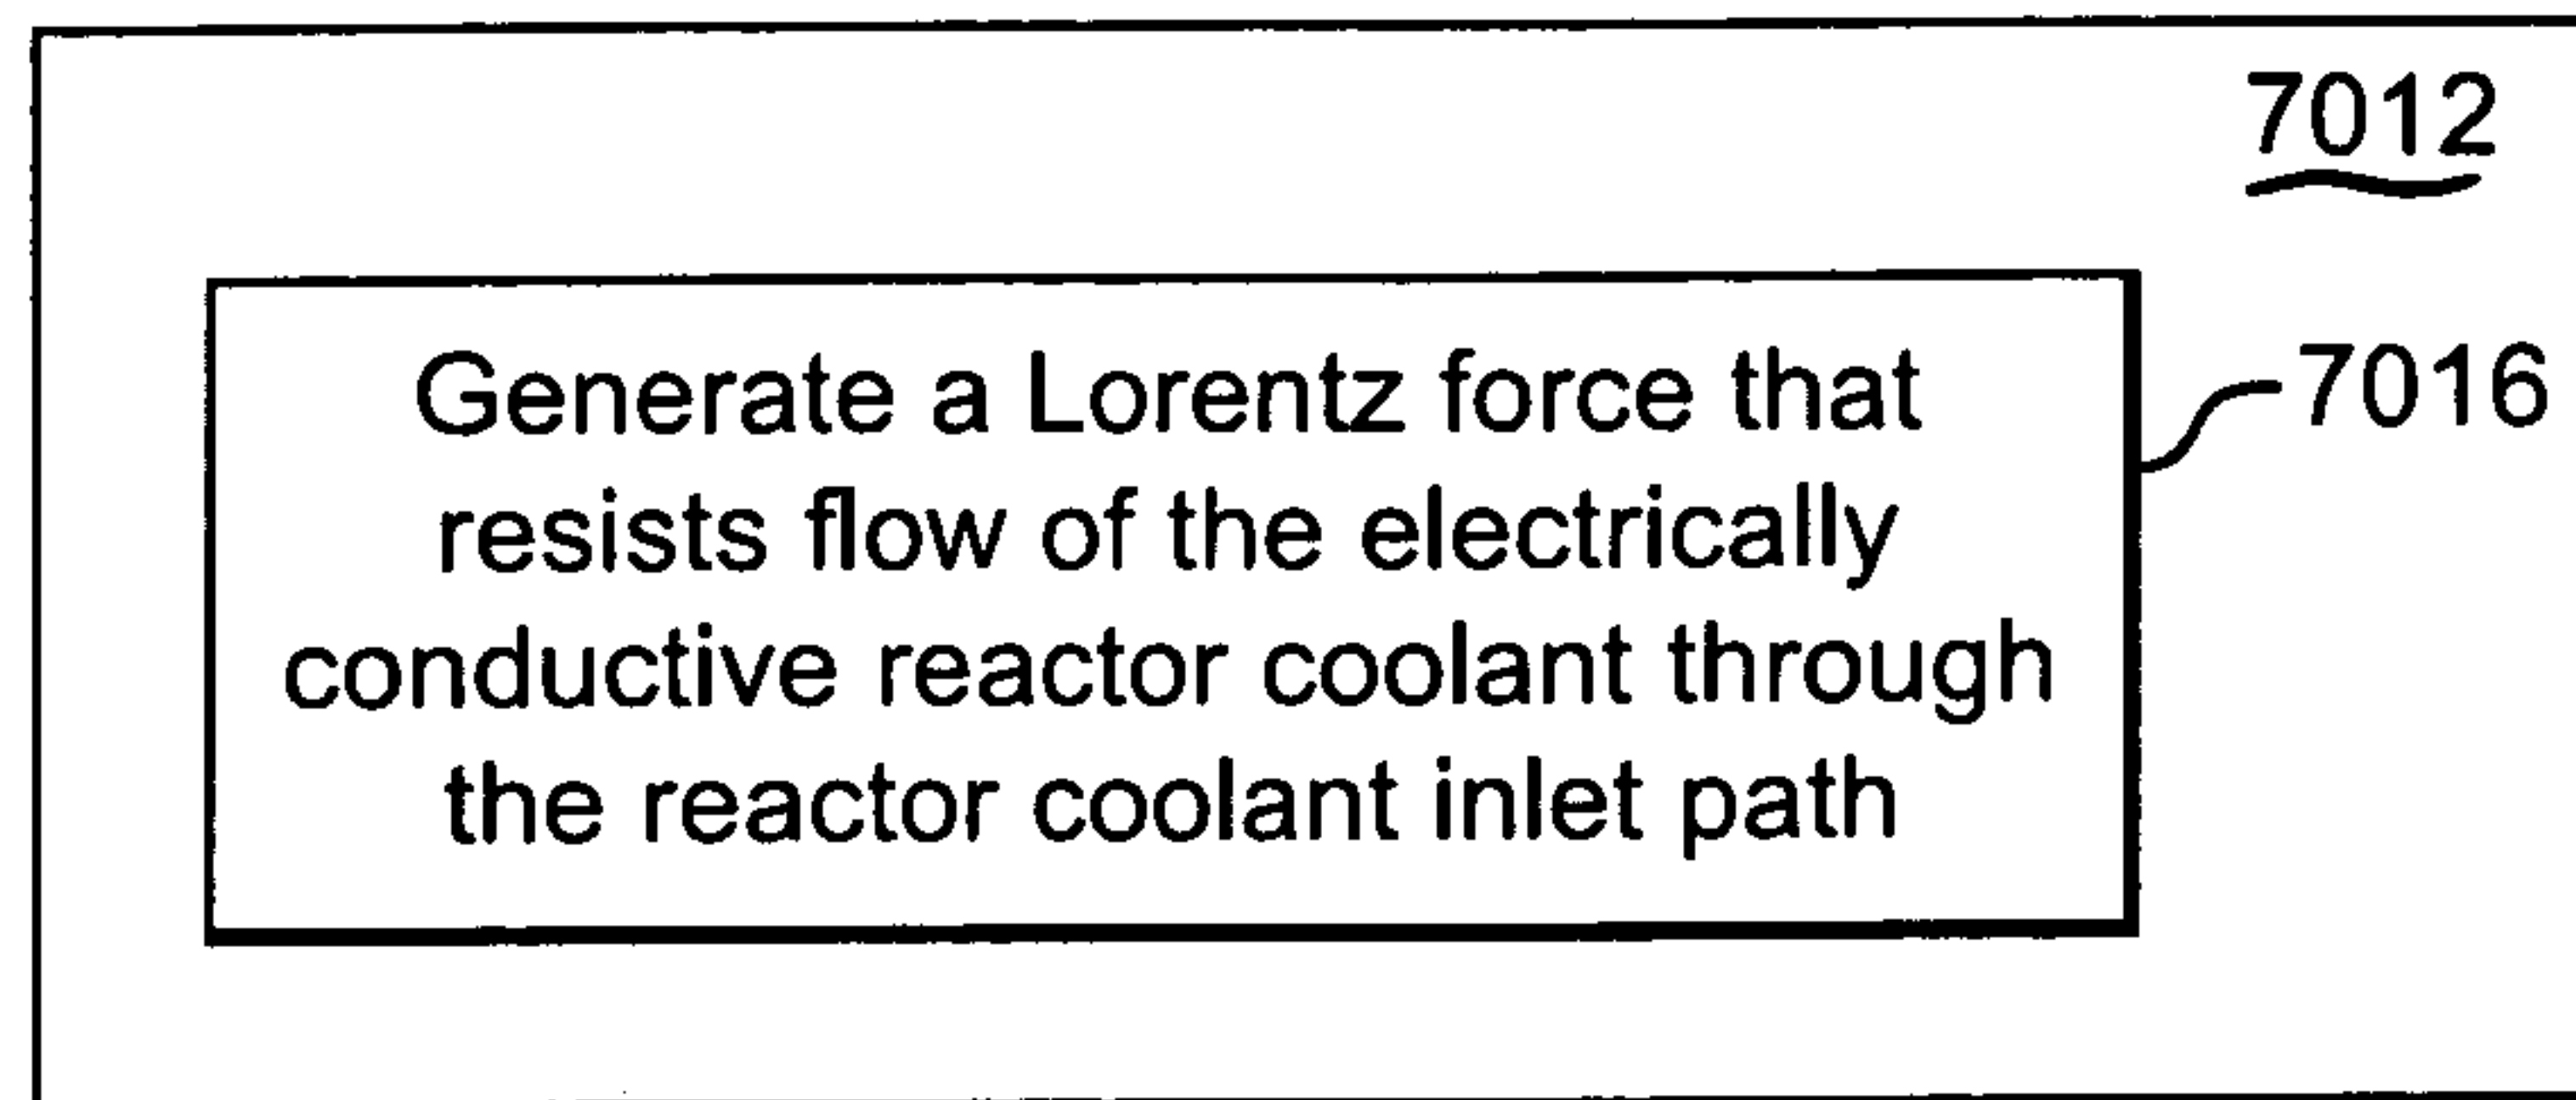 7012
Generate a Lorentz force that
7016
resists flow of the electrically
conductive reactor coolant through
the reactor coolant inlet path